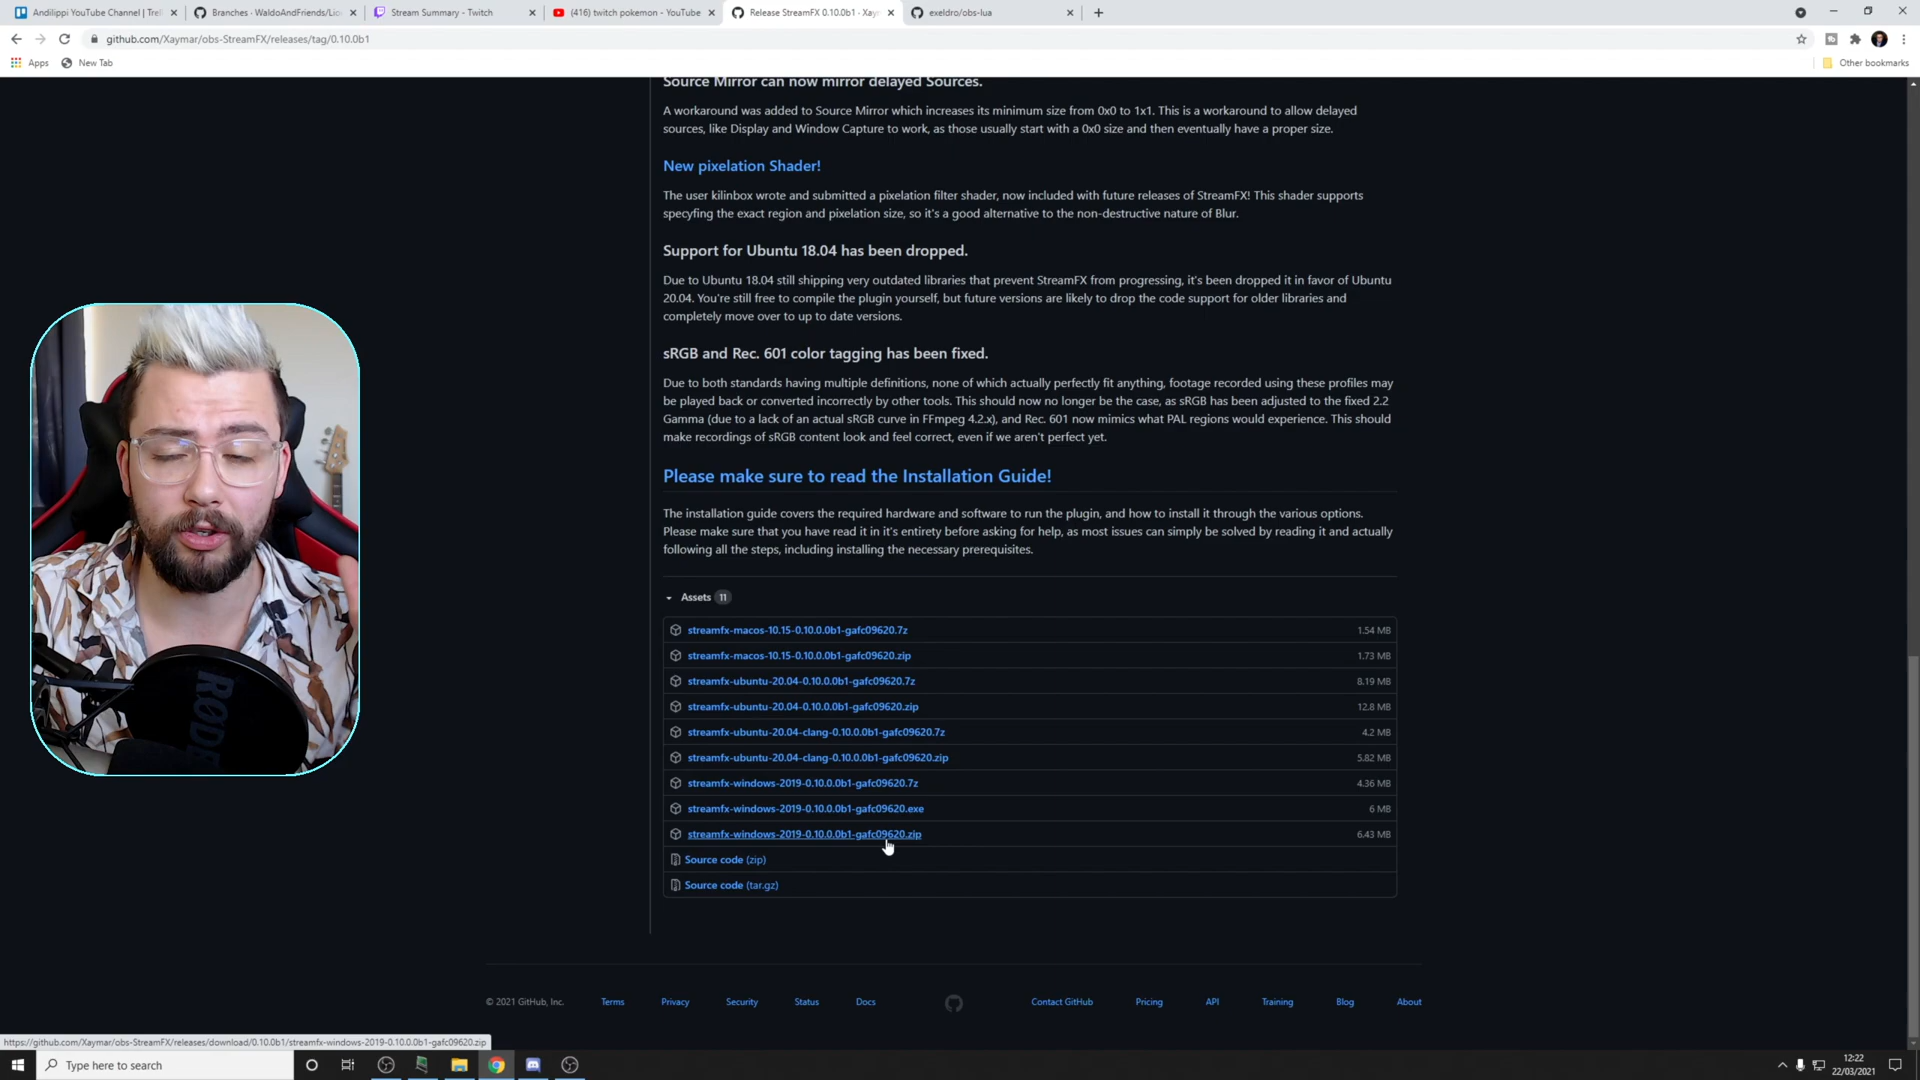 Andilippi YouTube Channel | Trel
Branches · WaldoAndFriends/Lio
Stream Summary - Twitch
(416) twitch pokemon - YouTube
Release StreamFX 0.10.0b1 · Xay
exeldro/obs-lua
github.com/Xaymar/obs-StreamFX/releases/tag/0.10.0b1
Apps
New Tab
Other bookmarks
Source Mirror can now mirror delayed Sources.
A workaround was added to Source Mirror which increases its minimum size from 0x0 to 1x1. This is a workaround to allow delayed
sources, like Display and Window Capture to work, as those usually start with a 0x0 size and then eventually have a proper size.
New pixelation Shader!
The user kilinbox wrote and submitted a pixelation filter shader, now included with future releases of StreamFX! This shader supports
specyfing the exact region and pixelation size, so it's a good alternative to the non-destructive nature of Blur.
Support for Ubuntu 18.04 has been dropped.
Due to Ubuntu 18.04 still shipping very outdated libraries that prevent StreamFX from progressing, it's been dropped it in favor of Ubuntu
20.04. You're still free to compile the plugin yourself, but future versions are likely to drop the code support for older libraries and
completely move over to up to date versions.
sRGB and Rec. 601 color tagging has been fixed.
Due to both standards having multiple definitions, none of which actually perfectly fit anything, footage recorded using these profiles may
be played back or converted incorrectly by other tools. This should now no longer be the case, as sRGB has been adjusted to the fixed 2.2
Gamma (due to a lack of an actual sRGB curve in FFmpeg 4.2.x), and Rec. 601 now mimics what PAL regions would experience. This should
make recordings of sRGB content look and feel correct, even if we aren't perfect yet.
Please make sure to read the Installation Guide!
The installation guide covers the required hardware and software to run the plugin, and how to install it through the various options.
Please make sure that you have read it in it's entirety before asking for help, as most issues can simply be solved by reading it and actually
following all the steps, including installing the necessary prerequisites.
Assets 11
streamfx-macos-10.15-0.10.0.0b1-gafc09620.7z 1.54 MB
streamfx-macos-10.15-0.10.0.0b1-gafc09620.zip 1.73 MB
streamfx-ubuntu-20.04-0.10.0.0b1-gafc09620.7z 8.19 MB
streamfx-ubuntu-20.04-0.10.0.0b1-gafc09620.zip 12.8 MB
streamfx-ubuntu-20.04-clang-0.10.0.0b1-gafc09620.7z 4.2 MB
streamfx-ubuntu-20.04-clang-0.10.0.0b1-gafc09620.zip 5.82 MB
streamfx-windows-2019-0.10.0.0b1-gafc09620.7z 4.36 MB
streamfx-windows-2019-0.10.0.0b1-gafc09620.exe 6 MB
streamfx-windows-2019-0.10.0.0b1-gafc09620.zip 6.43 MB
Source code (zip)
Source code (tar.gz)
RØDE
© 2021 GitHub, Inc. Terms Privacy Security Status Docs Contact GitHub Pricing API Training Blog About
https://github.com/Xaymar/obs-StreamFX/releases/download/0.10.0b1/streamfx-windows-2019-0.10.0.0b1-gafc09620.zip
Type here to search
12:22
22/03/2021